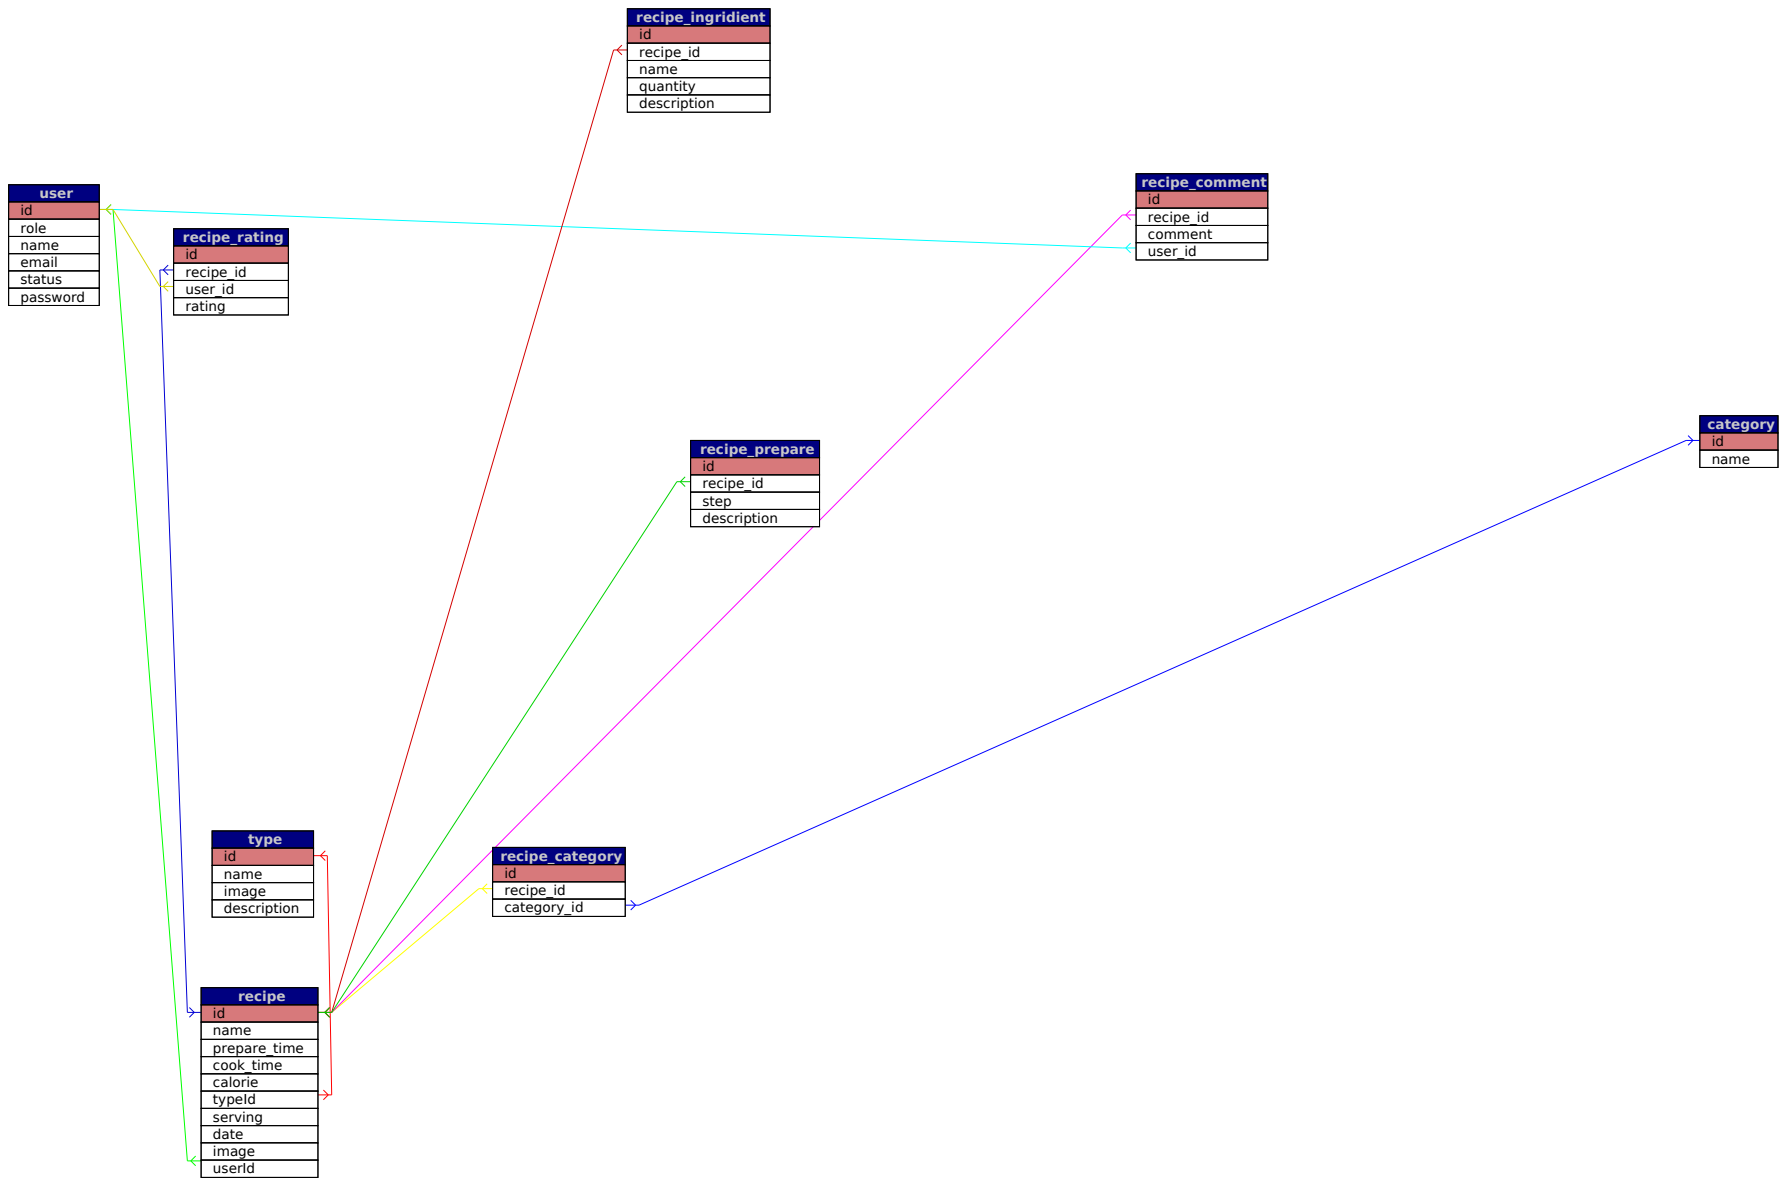 recipe_ingridient
id
recipe_id
name
quantity
description
recipe_comment
id
recipe_id
comment
user_id
user
id
role
name
email
status
password
recipe_rating
id
recipe_id
user_id
rating
category
id
name
recipe_prepare
id
recipe_id
step
description
type
id
name
image
description
recipe_category
id
recipe_id
category_id
recipe
id
name
prepare_time
cook_time
calorie
typeId
serving
date
image
userId